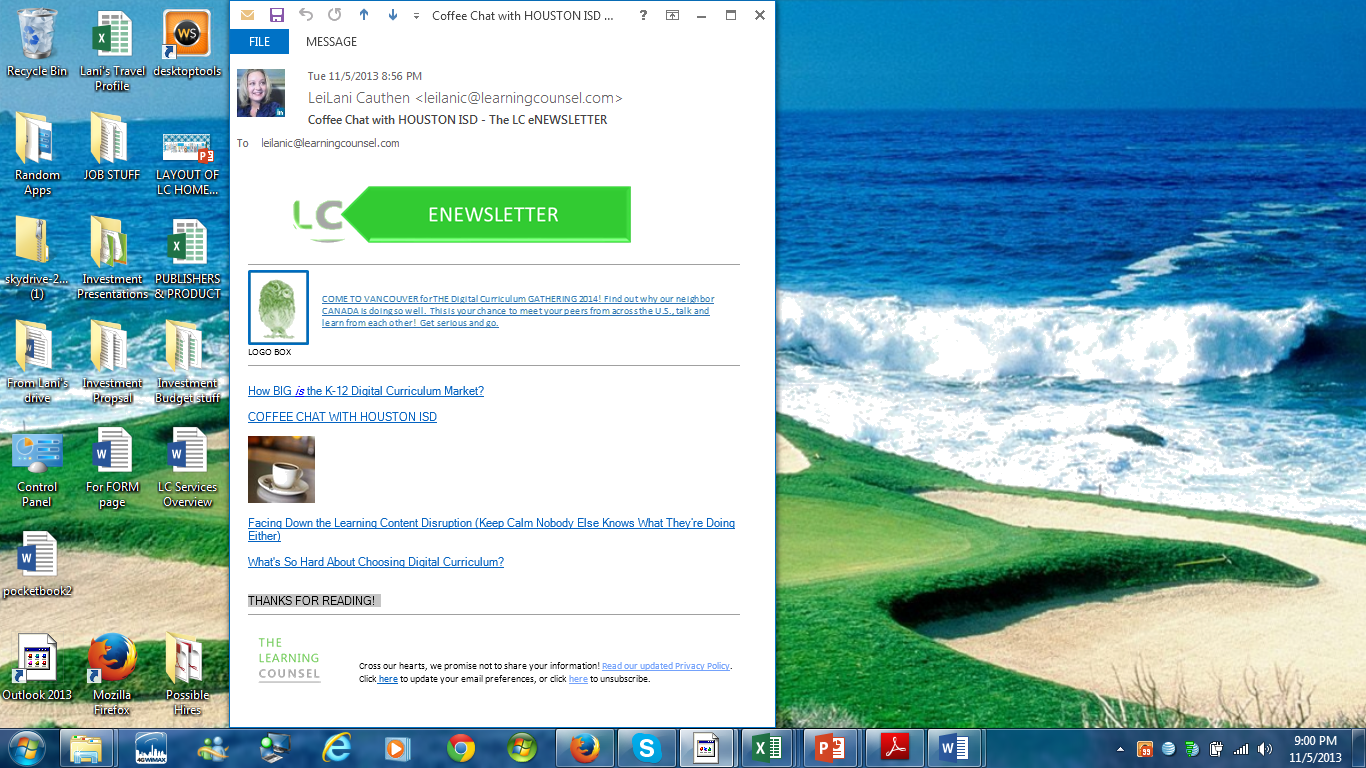 Coffee Chat with HOUSTON ISD ...
?
FILE
MESSAGE
Tue 11/5/2013 8:56 PM
LeiLani Cauthen <leilanic@learningcounsel.com>
Coffee Chat with HOUSTON ISD - The LC eNEWSLETTER
To leilanic@learningcounsel.com
LC
ENEWSLETTER
COME TO VANCOUVER for THE Digital Curriculum GATHERING 2014! Find out why our neighbor
CANADA is doing so well. This is your chance to meet your peers from across the U.S., talk and
learn from each other! Get serious and go.
LOGO BOX
How BIG is the K-12 Digital Curriculum Market?
COFFEE CHAT WITH HOUSTON ISD
Facing Down the Learning Content Disruption (Keep Calm Nobody Else Knows What They're Doing
Either)
What's So Hard About Choosing Digital Curriculum?
THANKS FOR READING!
THE
LEARNING
COUNSEL
Cross our hearts, we promise not to share your information! Read our updated Privacy Policy.
Click here to update your email preferences, or click here to unsubscribe.
Recycle Bin
Lani's Travel
Profile
WS
desktoptools
Random
Apps
JOB STUFF
LAYOUT OF
LC HOME...
skydrive-2...
(1)
Investment
Presentations
PUBLISHERS
& PRODUCT
From Lani's
drive
Investment
Propsal
Investment
Budget stuff
Control
Panel
For FORM
page
LC Services
Overview
pocketbook2
Outlook 2013
Mozilla
Firefox
Possible
Hires
4GWIMAX
9:00 PM
11/5/2013